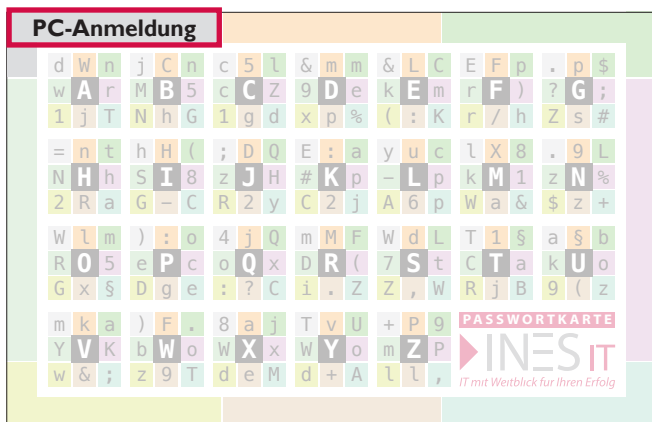 PC-Anmeldung
d W n j C n c 5 l & m m & L C E F p . p $
w A r M B 5 c C Z 9 D e k E m r F ) ? G ;
1 j T N h G 1 g d x p % ( : K r / h Z s #
= n t h H ( ; D Q E : a y u c l X 8 . 9 L
N H h S I 8 z J H # K p – L p k M 1 z N %
2 R a G – C R 2 y C 2 j A 6 p W a & $ z +
W l m ) : o 4 j Q m M F W d L T 1 § a § b
R O 5 e P c o Q x D R ( 7 S t C T a k U o
G x § D g e : ? C i . Z Z , W R j B 9 ( z
m k a ) F . 8 a j T v U + P 9 PASSWORTKARTE
Y V K b W o W X x W Y o m Z P INES IT
w & ; z 9 T d e M d + A l l , IT mit Weitblick für Ihren Erfolg